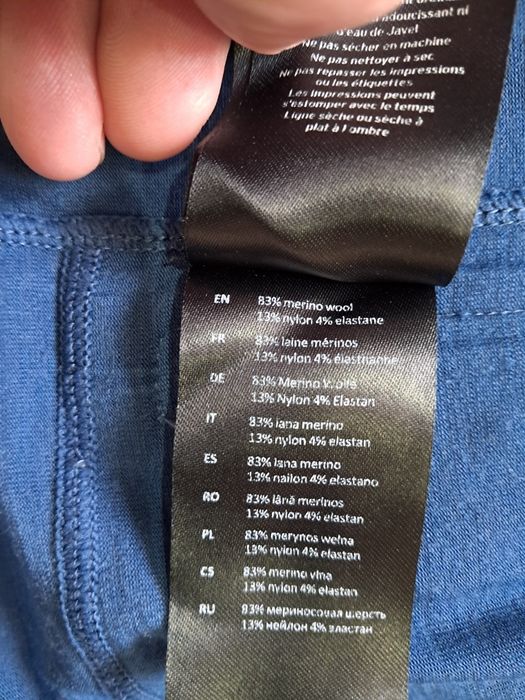 adoucissant ni
d'eau de Javel
Ne pas sécher en machine
Ne pas nettoyer à sec
Ne pas repasser les impressions
ou les étiquettes
Les impressions peuvent
s'estomper avec le temps
Ligne sèche ou sèche à
plat à l'ombre
EN 83% merino wool
13% nylon 4% elastane
FR 83% laine mérinos
13% nylon 4% élasthanne
DE 83% Merino Wolle
13% Nylon 4% Elastan
IT 83% lana merino
13% nylon 4% elastan
ES 83% lana merino
13% nailon 4% elastano
RO 83% lână merinos
13% nylon 4% elastan
PL 83% merynos wełna
13% nylon 4% elastan
CS 83% merino vlna
13% nylon 4% elastan
RU 83% мериносовая шерсть
13% нейлон 4% эластан